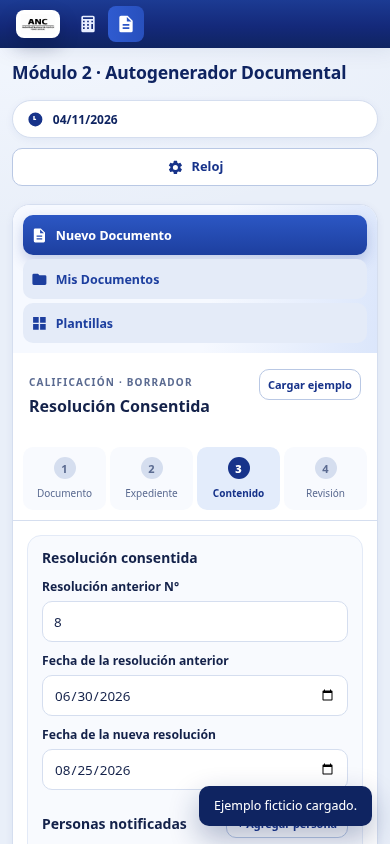 ANC
Módulo 2 · Autogenerador Documental
04/11/2026
Reloj
Nuevo Documento
Mis Documentos
Plantillas
CALIFICACIÓN · BORRADOR
Cargar ejemplo
Resolución Consentida
1 2 3 4
Documento Expediente Contenido Revisión
Resolución consentida
Resolución anterior N°
8
Fecha de la resolución anterior
06/30/2026
Fecha de la nueva resolución
08/25/2026
Ejemplo ficticio cargado.
Personas notificadas